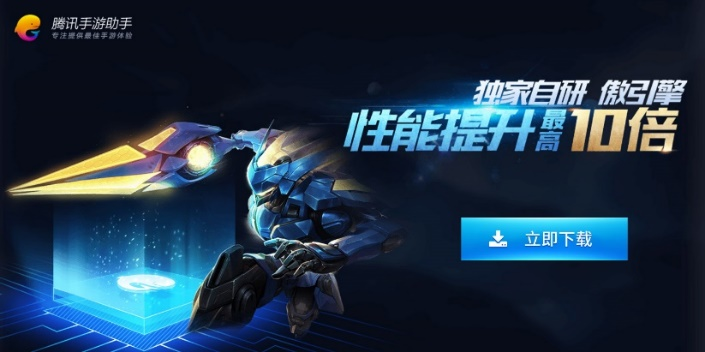 腾讯手游助手
专注提供最佳手游体验
独家自研 傲引擎
性能提升最高10倍
立即下载